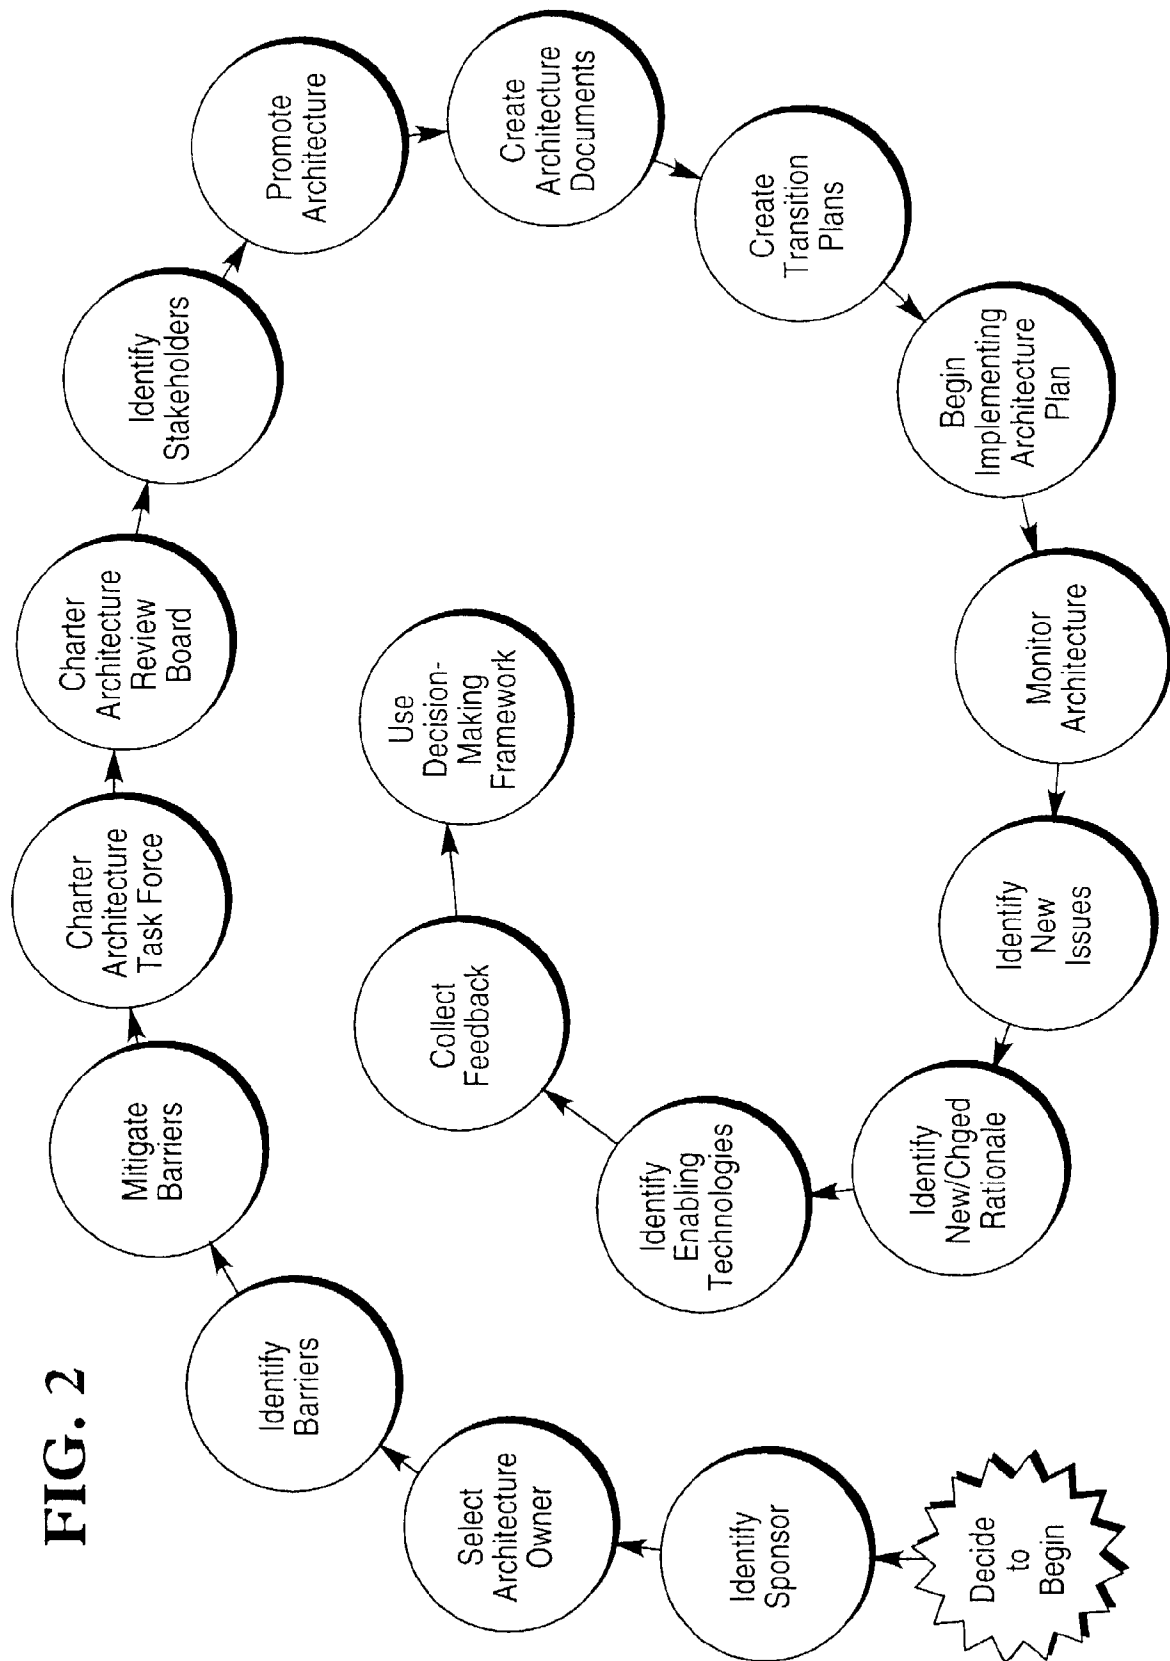 FIG. 2
Decide
to
Begin
Identify
Sponsor
Select
Architecture
Owner
Identify
Barriers
Mitigate
Barriers
Charter
Architecture
Task Force
Charter
Architecture
Review
Board
Identify
Stakeholders
Promote
Architecture
Create
Architecture
Documents
Create
Transition
Plans
Begin
Implementing
Architecture
Plan
Monitor
Architecture
Identify
New
Issues
Identify
New/Chged
Rationale
Identify
Enabling
Technologies
Collect
Feedback
Use
Decision-
Making
Framework